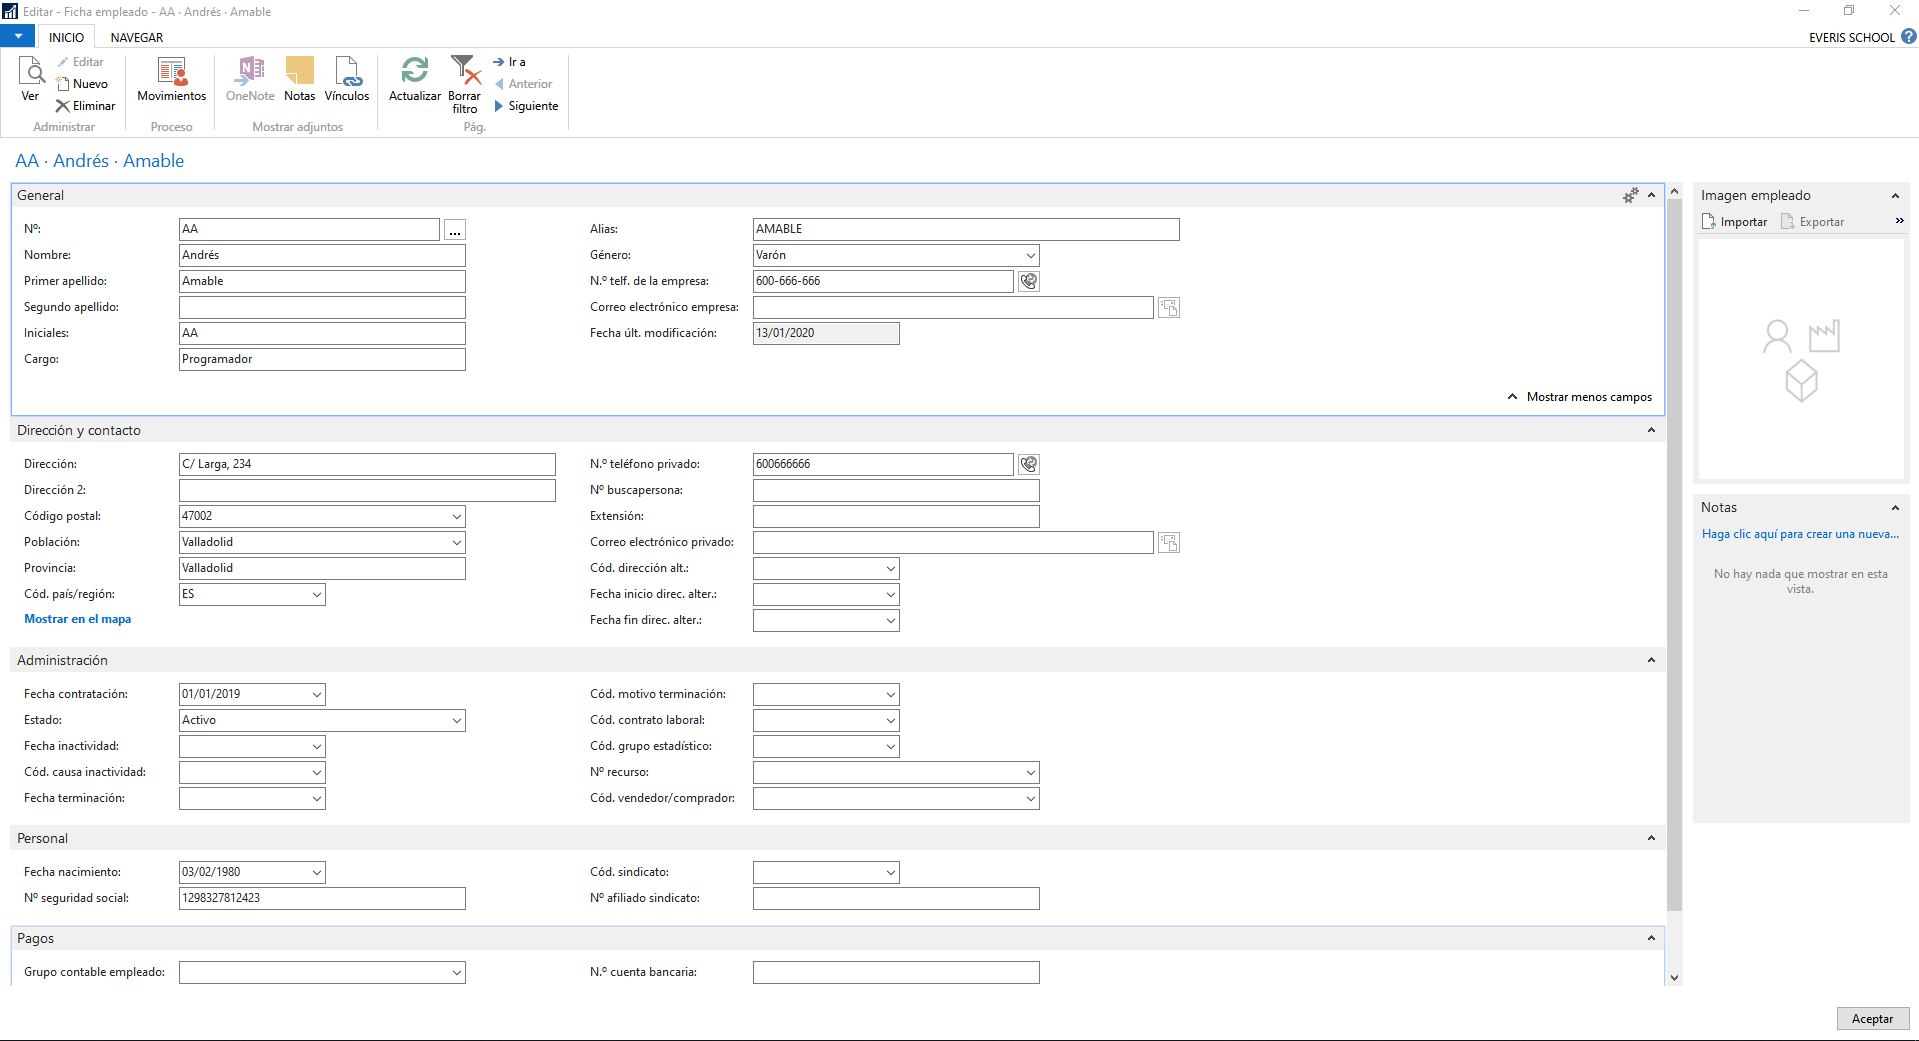 Editar - Ficha empleado - AA · Andrés · Amable
INICIO NAVEGAR
EVERIS SCHOOL ?
Ver
Editar
Nuevo
Eliminar
Administrar
Movimientos
Proceso
OneNote Notas Vínculos
Mostrar adjuntos
Actualizar Borrar filtro
Ir a
Anterior
Siguiente
Pág.
AA · Andrés · Amable
General
Nº: AA ...
Nombre: Andrés
Primer apellido: Amable
Segundo apellido:
Iniciales: AA
Cargo: Programador
Alias: AMABLE
Género: Varón
N.º telf. de la empresa: 600-666-666
Correo electrónico empresa:
Fecha últ. modificación: 13/01/2020
Mostrar menos campos
Dirección y contacto
Dirección: C/ Larga, 234
Dirección 2:
Código postal: 47002
Población: Valladolid
Provincia: Valladolid
Cód. país/región: ES
Mostrar en el mapa
N.º teléfono privado: 600666666
Nº buscapersona:
Extensión:
Correo electrónico privado:
Cód. dirección alt.:
Fecha inicio direc. alter.:
Fecha fin direc. alter.:
Administración
Fecha contratación: 01/01/2019
Estado: Activo
Fecha inactividad:
Cód. causa inactividad:
Fecha terminación:
Cód. motivo terminación:
Cód. contrato laboral:
Cód. grupo estadístico:
Nº recurso:
Cód. vendedor/comprador:
Personal
Fecha nacimiento: 03/02/1980
Nº seguridad social: 1298327812423
Cód. sindicato:
Nº afiliado sindicato:
Pagos
Grupo contable empleado:
N.º cuenta bancaria:
Imagen empleado
Importar Exportar »
Notas
Haga clic aquí para crear una nueva...
No hay nada que mostrar en esta
vista.
Aceptar